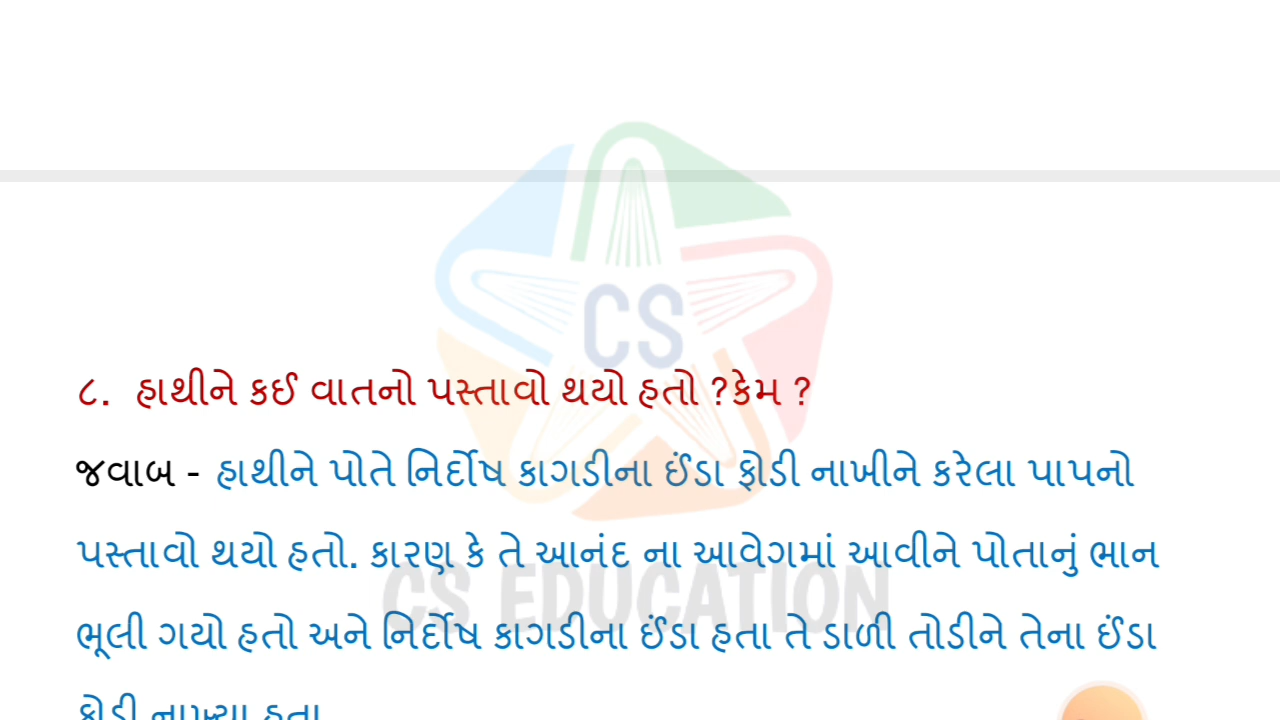 CS
૮. હાથીને કઈ વાતનો પસ્તાવો થયો હતો ?કેમ ?
જવાબ - હાથીને પોતે નિર્દોષ કાગડીના ઈંડા ફોડી નાખીને કરેલા પાપનો
પસ્તાવો થયો હતો. કારણ કે તે આનંદ ના આવેગમાં આવીને પોતાનું ભાન
CS EDUCATION
ભૂલી ગયો હતો અને નિર્દોષ કાગડીના ઈંડા હતા તે ડાળી તોડીને તેના ઈંડા
ફોડી નાખ્યા હતા